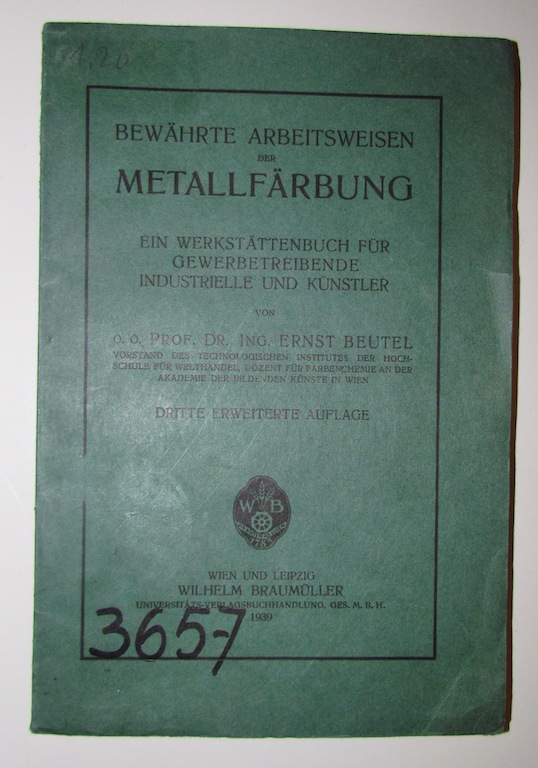 1,20
BEWÄHRTE ARBEITSWEISEN
DER
METALLFÄRBUNG
EIN WERKSTÄTTENBUCH FÜR
GEWERBETREIBENDE
INDUSTRIELLE UND KÜNSTLER
VON
O. O. PROF. DR. ING. ERNST BEUTEL
VORSTAND DES TECHNOLOGISCHEN INSTITUTES DER HOCH-
SCHULE FÜR WELTHANDEL, DOZENT FÜR FARBENCHEMIE AN DER
AKADEMIE DER BILDENDEN KÜNSTE IN WIEN
DRITTE ERWEITERTE AUFLAGE
W B
WIEN UND LEIPZIG
WILHELM BRAUMÜLLER
UNIVERSITÄTS-VERLAGSBUCHHANDLUNG, GES. M. B. H.
1939
365-7